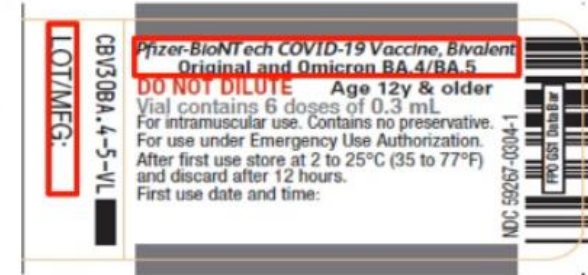 LOT/MFG:
CBV30BA.4-5-VL
Pfizer-BioNTech COVID-19 Vaccine, Bivalent
Original and Omicron BA.4/BA.5
DO NOT DILUTE Age 12y & older
Vial contains 6 doses of 0.3 mL
For intramuscular use. Contains no preservative.
For use under Emergency Use Authorization.
After first use store at 2 to 25°C (35 to 77°F)
and discard after 12 hours.
First use date and time:
NDC 59267-0304-1
FPO GS1 DataBar